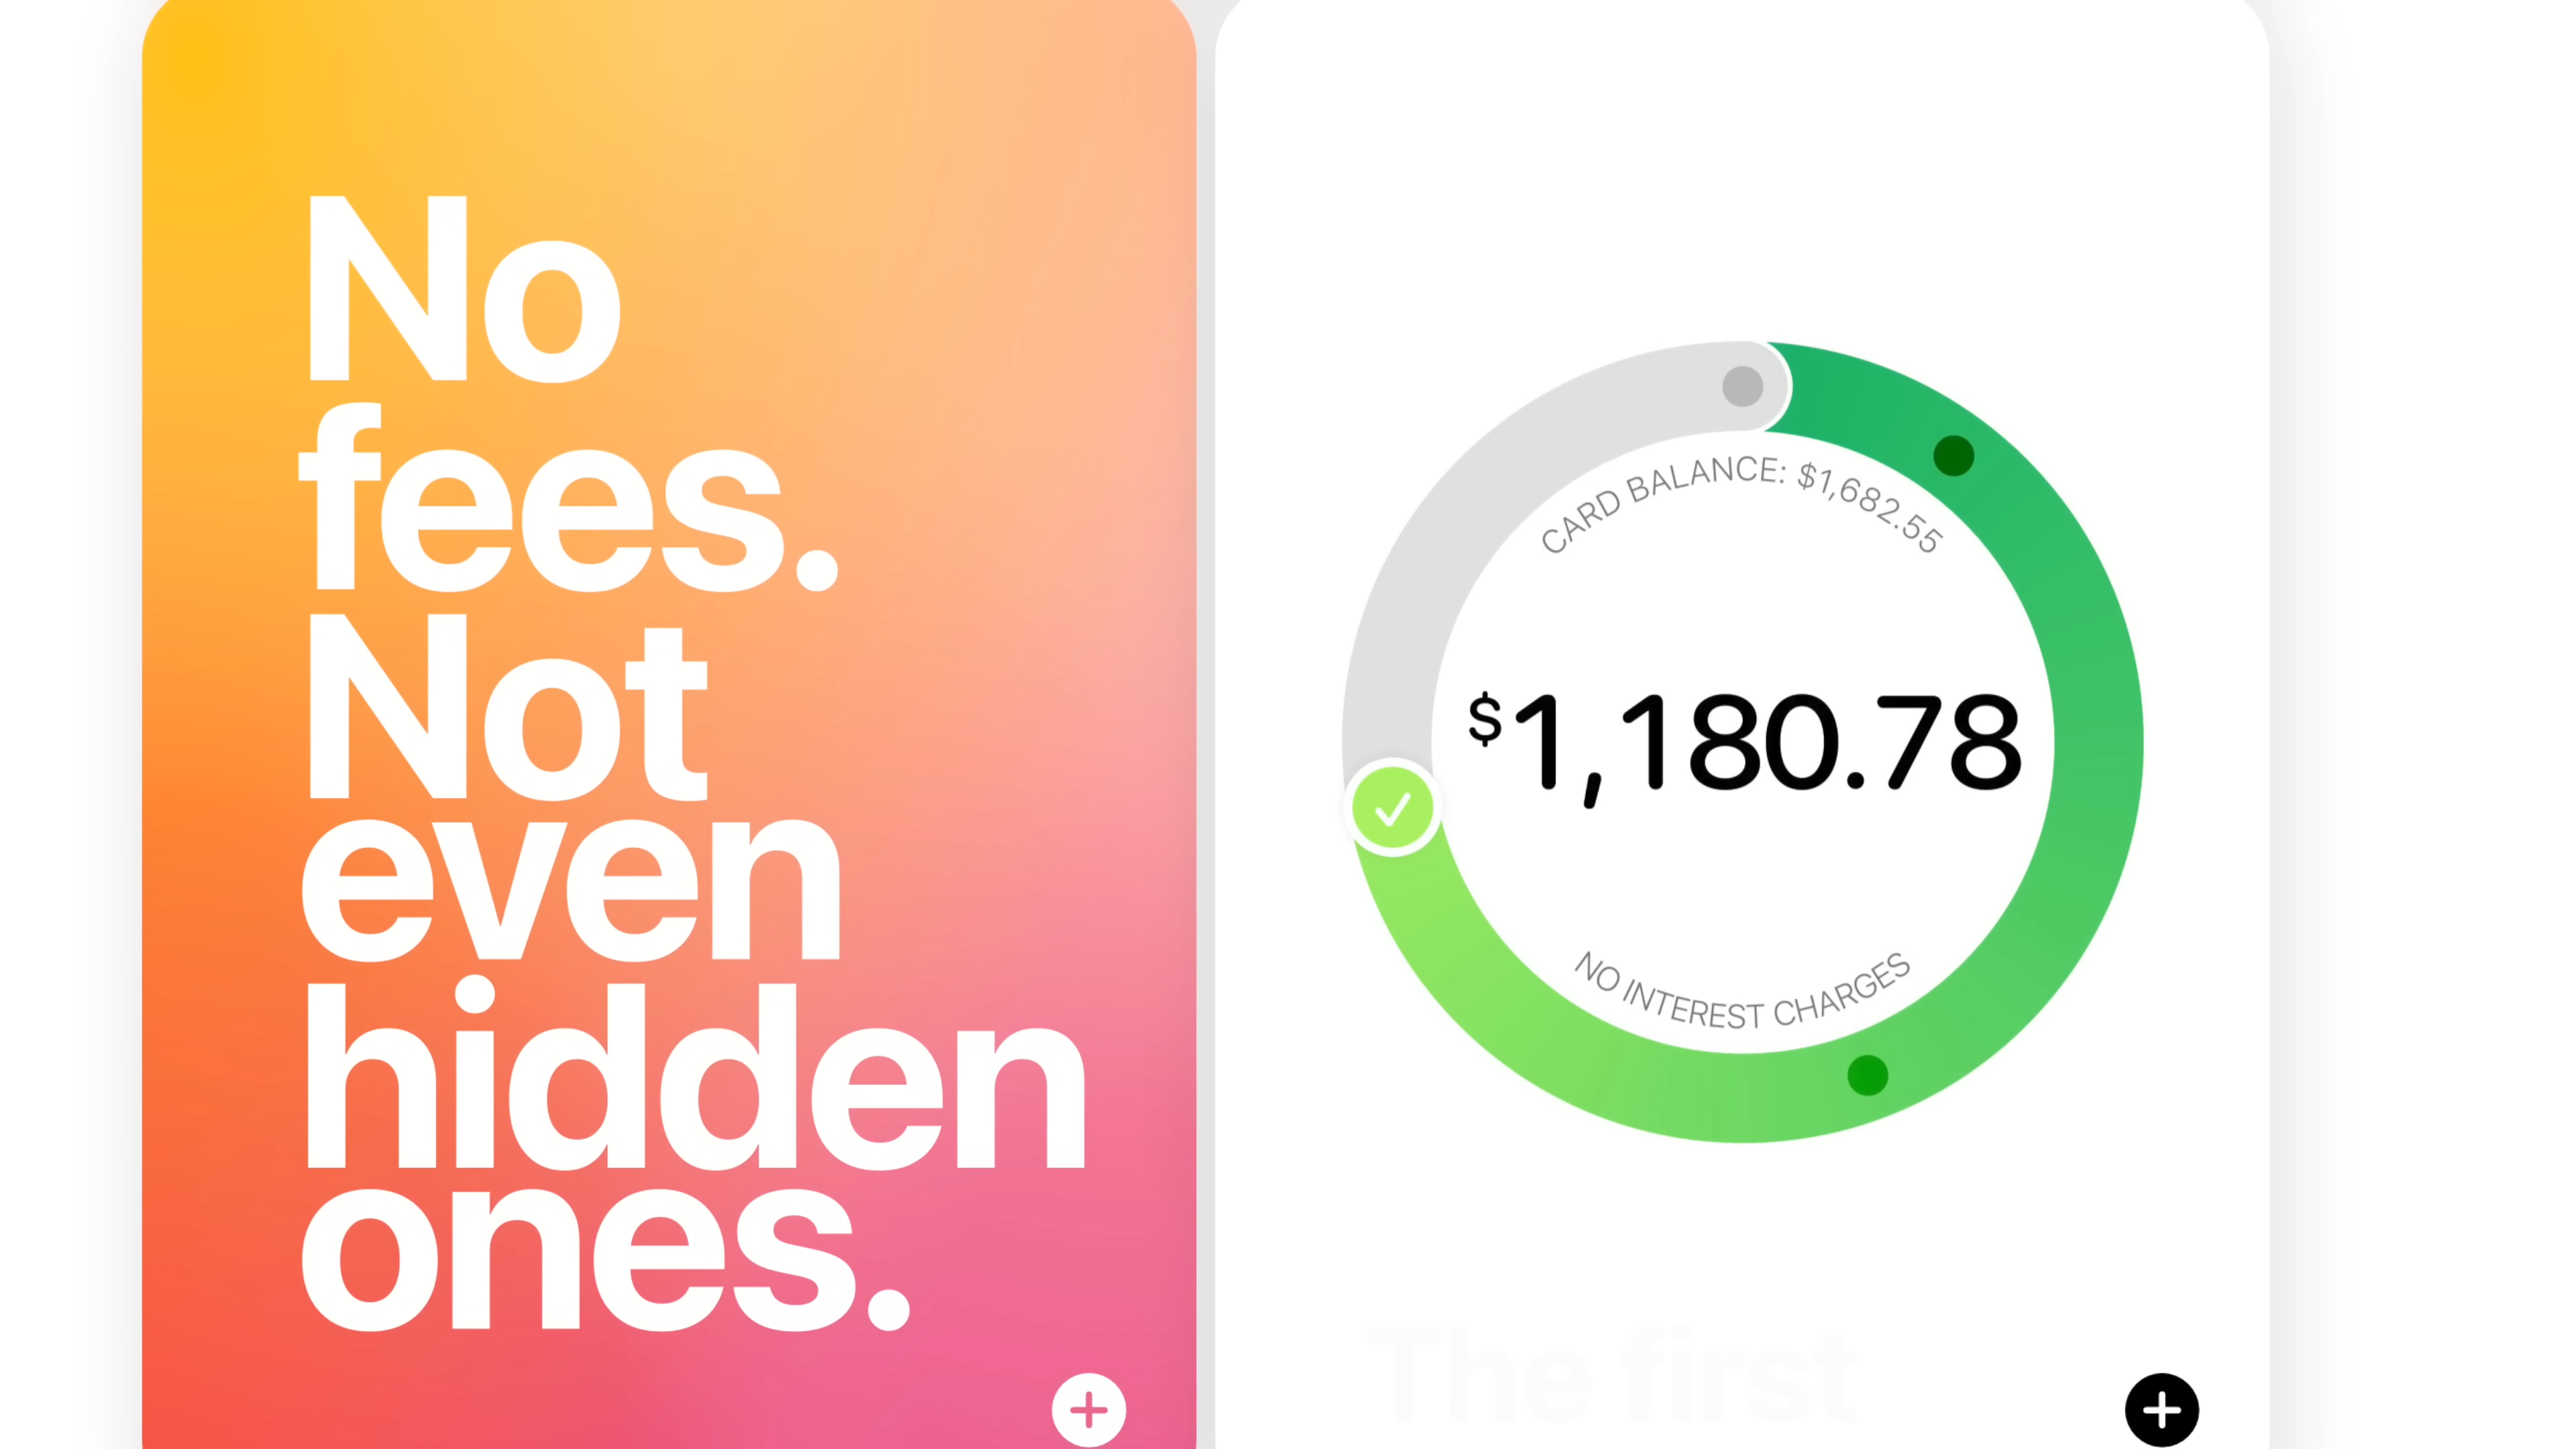 No
fees.
Not
even
hidden
ones.
CARD BALANCE: $1,682.55
$1,180.78
NO INTEREST CHARGES
The first